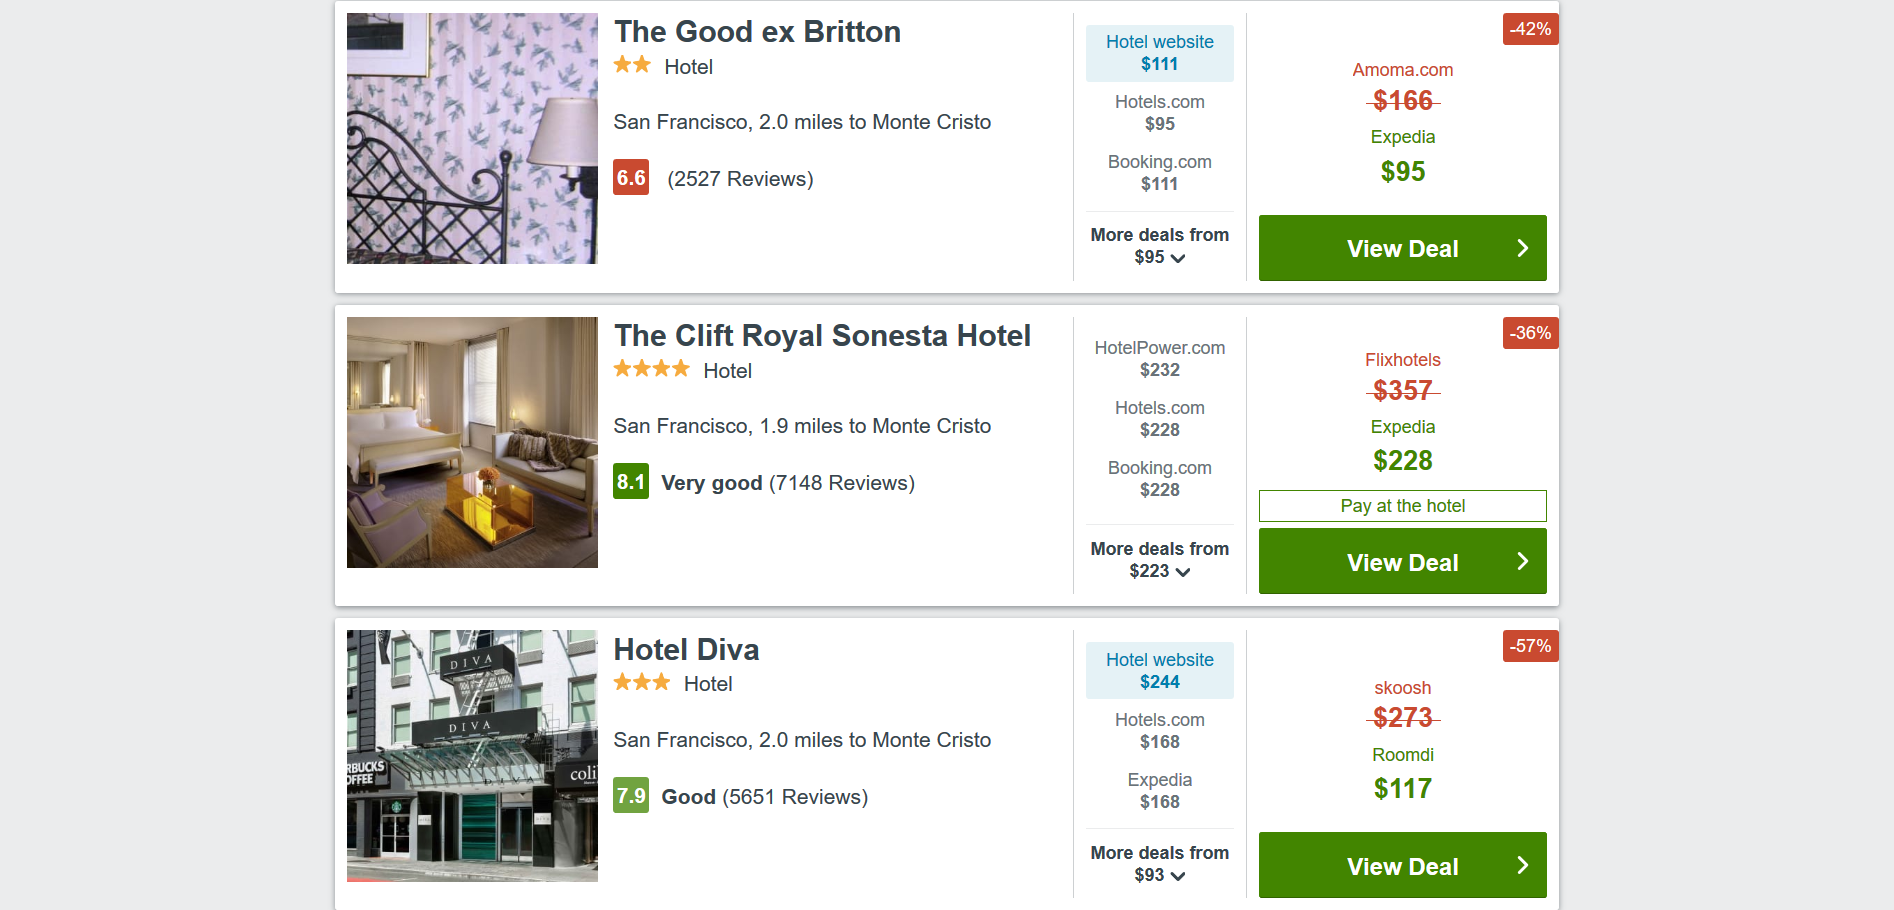 The Good ex Britton
Hotel
San Francisco, 2.0 miles to Monte Cristo
6.6 (2527 Reviews)
Hotel website
$111
Hotels.com
$95
Booking.com
$111
More deals from
$95
-42%
Amoma.com
$166
Expedia
$95
View Deal
The Clift Royal Sonesta Hotel
Hotel
San Francisco, 1.9 miles to Monte Cristo
8.1 Very good (7148 Reviews)
HotelPower.com
$232
Hotels.com
$228
Booking.com
$228
More deals from
$223
-36%
Flixhotels
$357
Expedia
$228
Pay at the hotel
View Deal
DIVA
DIVA
RBUCKS
OFFEE
DIVA
coli
Hotel Diva
Hotel
San Francisco, 2.0 miles to Monte Cristo
7.9 Good (5651 Reviews)
Hotel website
$244
Hotels.com
$168
Expedia
$168
More deals from
$93
-57%
skoosh
$273
Roomdi
$117
View Deal